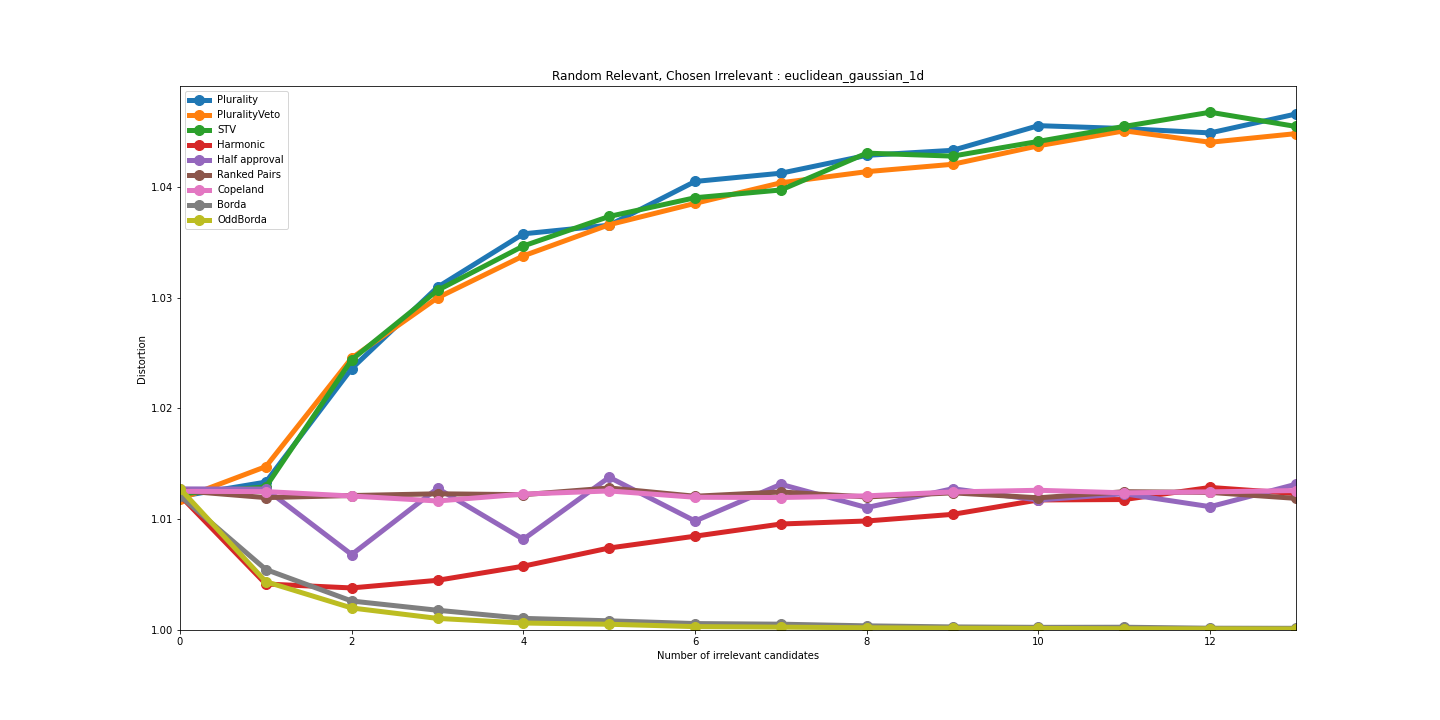 Random Relevant, Chosen Irrelevant : euclidean_gaussian_1d
Plurality
PluralityVeto
STV
Harmonic
Half approval
Ranked Pairs
Copeland
Borda
OddBorda
Distortion
1.04
1.03
1.02
1.01
1.00
0 2 4 6 8 10 12
Number of irrelevant candidates